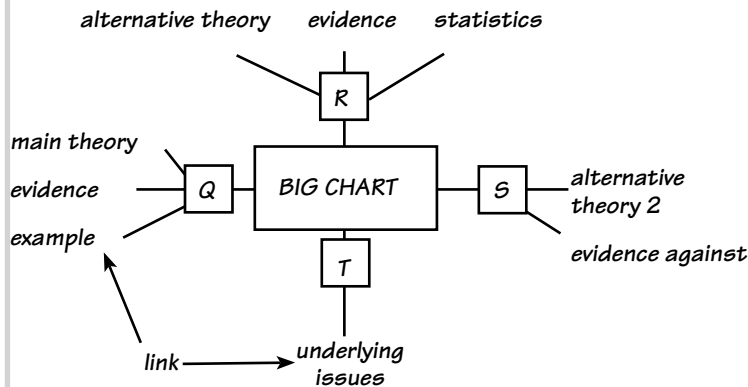 alternative theory evidence statistics
R
main theory
evidence Q BIG CHART S alternative
theory 2
example
evidence against
T
link underlying
issues